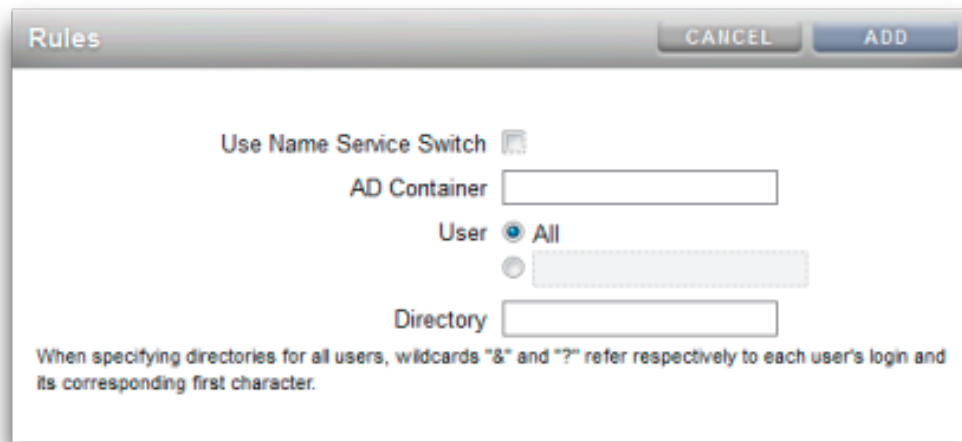 Rules CANCEL ADD
Use Name Service Switch
AD Container
User All
Directory
When specifying directories for all users, wildcards "&" and "?" refer respectively to each user's login and
its corresponding first character.